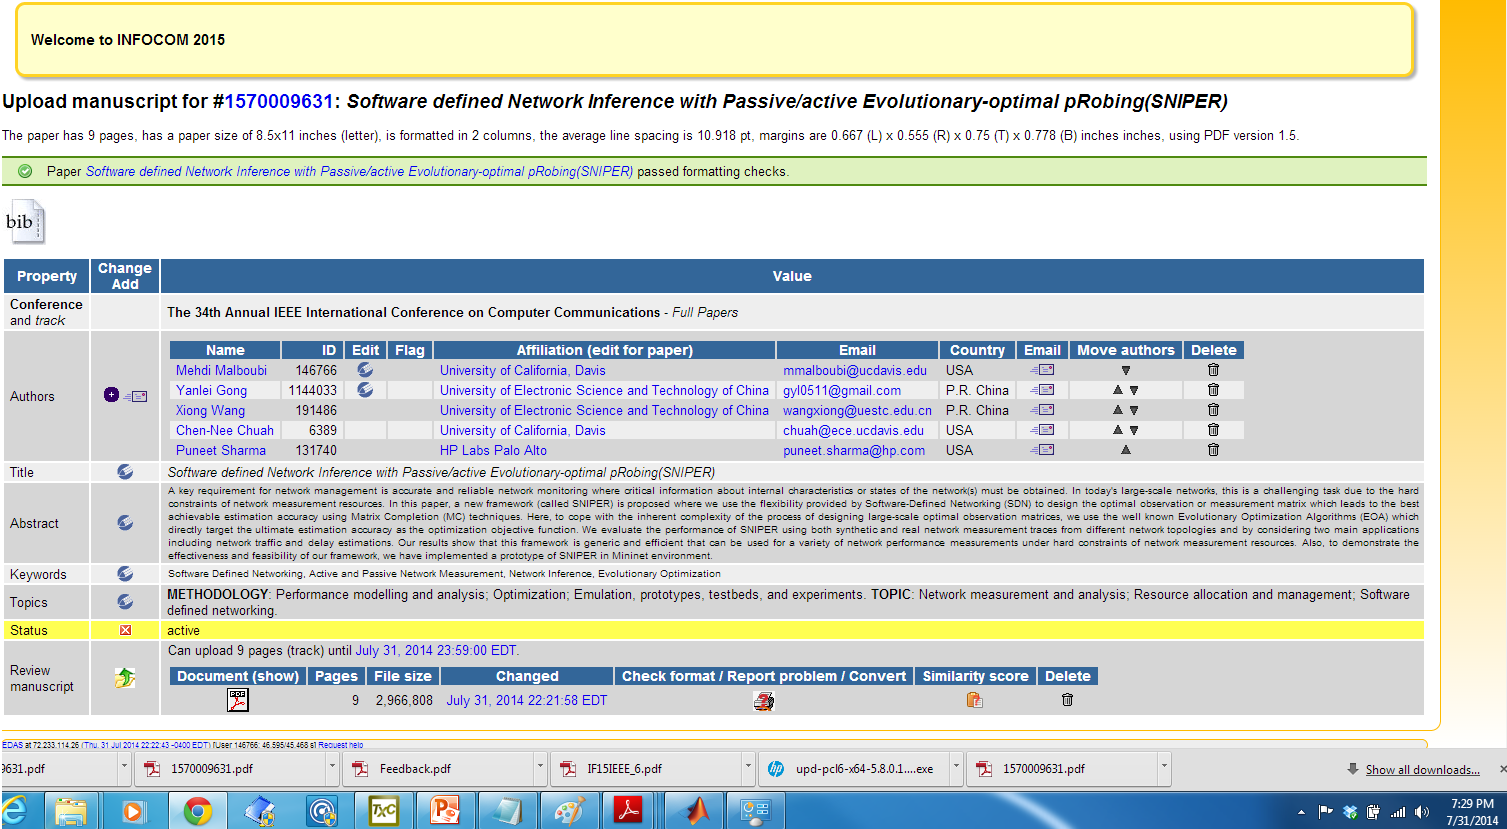 Welcome to INFOCOM 2015
Upload manuscript for #1570009631: Software defined Network Inference with Passive/active Evolutionary-optimal pRobing(SNIPER)
The paper has 9 pages, has a paper size of 8.5x11 inches (letter), is formatted in 2 columns, the average line spacing is 10.918 pt, margins are 0.667 (L) x 0.555 (R) x 0.75 (T) x 0.778 (B) inches inches, using PDF version 1.5.
Paper Software defined Network Inference with Passive/active Evolutionary-optimal pRobing(SNIPER) passed formatting checks.
bib
Property Change Add Value
Conference and track The 34th Annual IEEE International Conference on Computer Communications - Full Papers
Authors
Name ID Edit Flag Affiliation (edit for paper) Email Country Email Move authors Delete
Mehdi Malboubi 146766 University of California, Davis mmalboubi@ucdavis.edu USA
Yanlei Gong 1144033 University of Electronic Science and Technology of China gyl0511@gmail.com P.R. China
Xiong Wang 191486 University of Electronic Science and Technology of China wangxiong@uestc.edu.cn P.R. China
Chen-Nee Chuah 6389 University of California, Davis chuah@ece.ucdavis.edu USA
Puneet Sharma 131740 HP Labs Palo Alto puneet.sharma@hp.com USA
Title Software defined Network Inference with Passive/active Evolutionary-optimal pRobing(SNIPER)
Abstract
A key requirement for network management is accurate and reliable network monitoring where critical information about internal characteristics or states of the network(s) must be obtained. In today's large-scale networks, this is a challenging task due to the hard
constraints of network measurement resources. In this paper, a new framework (called SNIPER) is proposed where we use the flexibility provided by Software-Defined Networking (SDN) to design the optimal observation or measurement matrix which leads to the best
achievable estimation accuracy using Matrix Completion (MC) techniques. Here, to cope with the inherent complexity of the process of designing large-scale optimal observation matrices, we use the well known Evolutionary Optimization Algorithms (EOA) which
directly target the ultimate estimation accuracy as the optimization objective function. We evaluate the performance of SNIPER using both synthetic and real network measurement traces from different network topologies and by considering two main applications
including network traffic and delay estimations. Our results show that this framework is generic and efficient that can be used for a variety of network performance measurements under hard constraints of network measurement resources. Also, to demonstrate the
effectiveness and feasibility of our framework, we have implemented a prototype of SNIPER in Mininet environment.
Keywords Software Defined Networking, Active and Passive Network Measurement, Network Inference, Evolutionary Optimization
Topics METHODOLOGY: Performance modelling and analysis; Optimization; Emulation, prototypes, testbeds, and experiments. TOPIC: Network measurement and analysis; Resource allocation and management; Software
defined networking.
Status active
Review manuscript
Can upload 9 pages (track) until July 31, 2014 23:59:00 EDT.
Document (show) Pages File size Changed Check format / Report problem / Convert Similarity score Delete
9 2,966,808 July 31, 2014 22:21:58 EDT
EDAS at 72.233.114.26 (Thu, 31 Jul 2014 22:22:43 -0400 EDT) [User 146766: 46.595/45.468 s] Request help
9631.pdf 1570009631.pdf Feedback.pdf IF15IEEE_6.pdf upd-pcl6-x64-5.8.0.1....exe 1570009631.pdf Show all downloads...
TXC
7:29 PM
7/31/2014